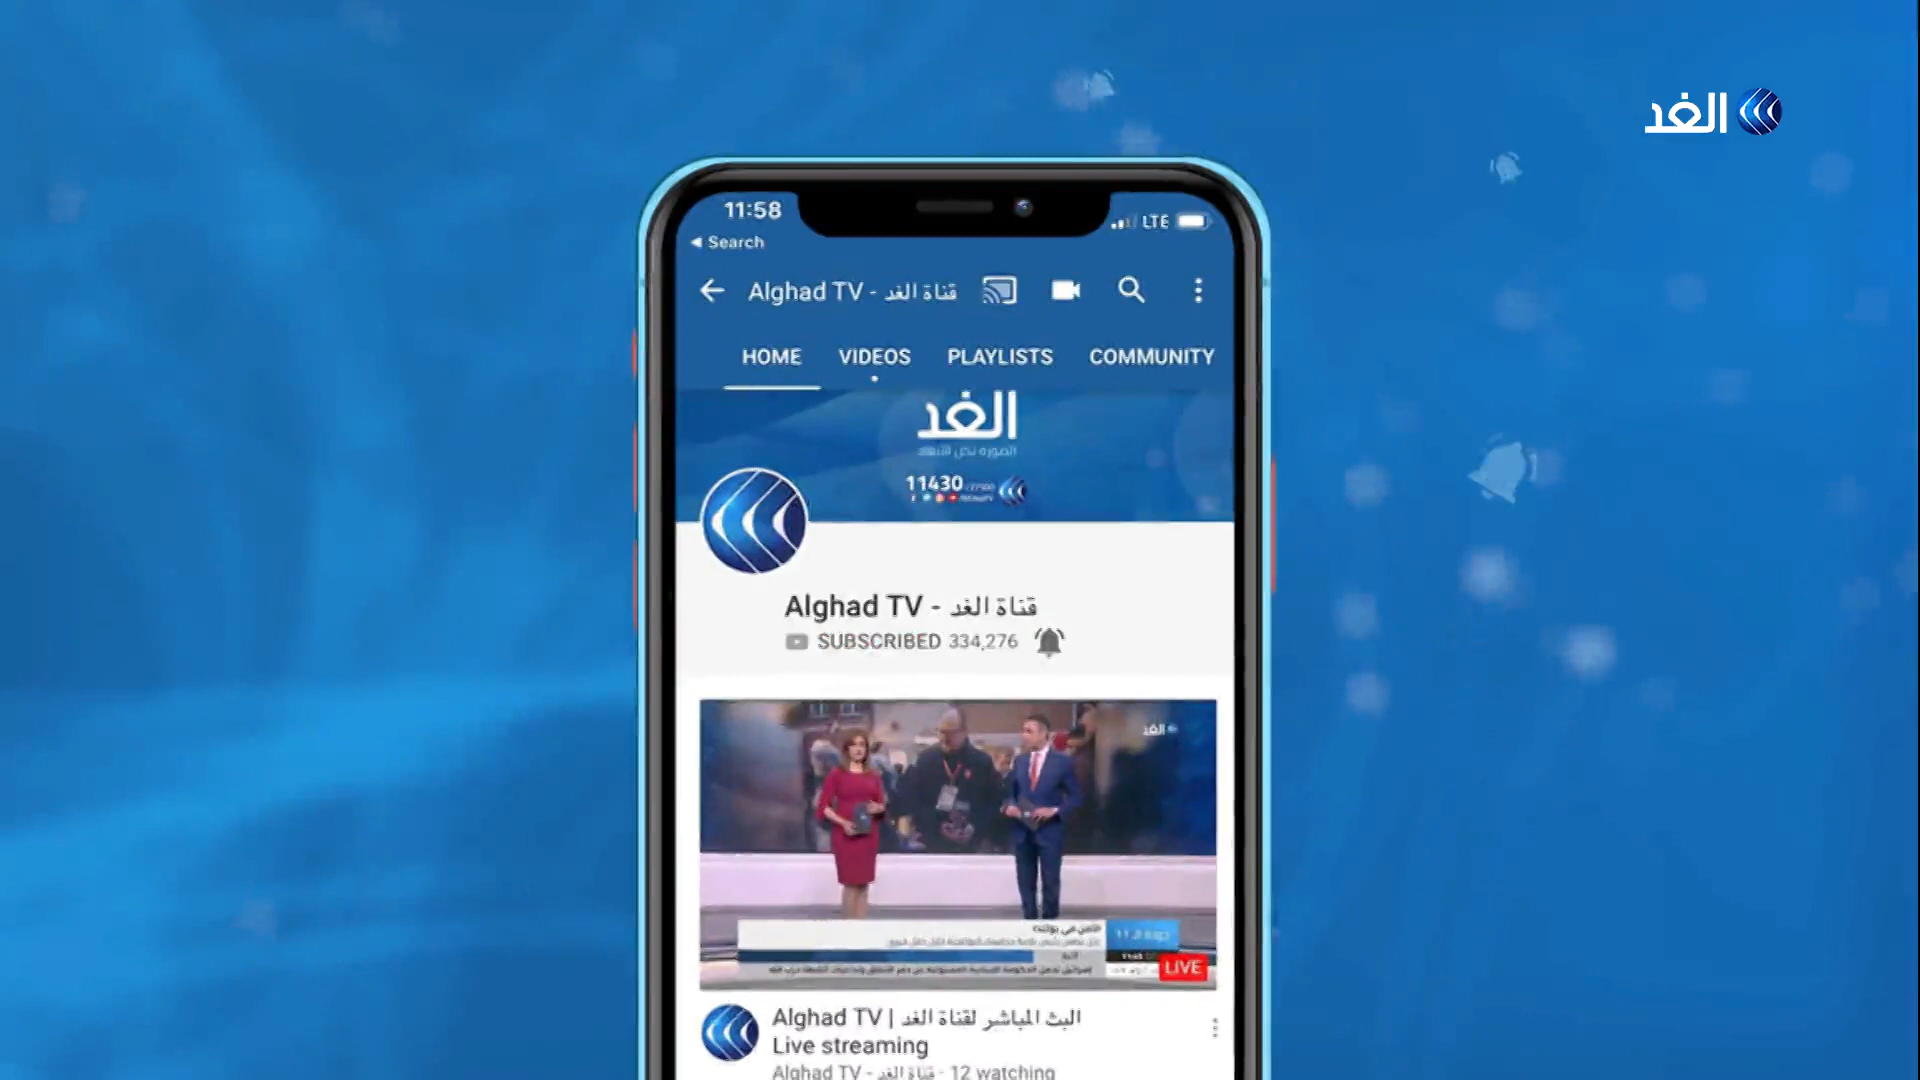 الغد
11:58
LTE
Search
Alghad TV - قناة الغد
HOME VIDEOS PLAYLISTS COMMUNITY
الغد
11430
Alghad TV - قناة الغد
SUBSCRIBED 334,276
الغد
LIVE
Alghad TV | البث المباشر لقناة الغد
Live streaming
Alghad TV - قناة الغد · 12 watching